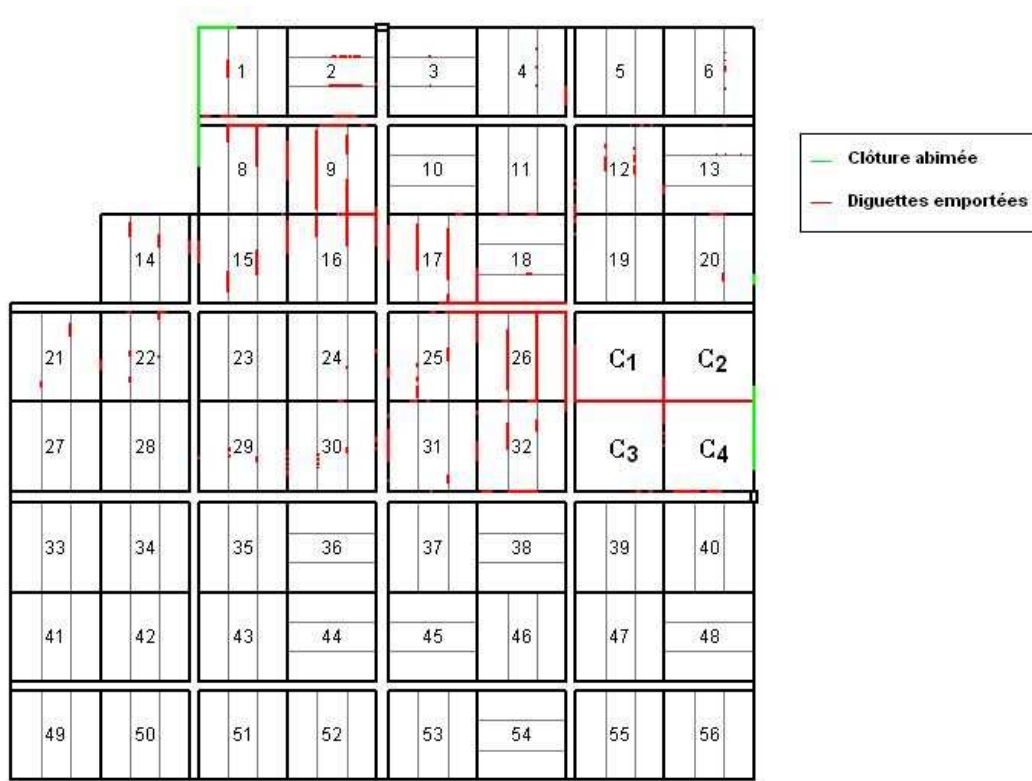 1 2 3 4 5 6
Clôture abimée
Diguettes emportées
8 9 10 11 12 13
14 15 16 17 18 19 20
21 22 23 24 25 26 C1 C2
27 28 29 30 31 32 C3 C4
33 34 35 36 37 38 39 40
41 42 43 44 45 46 47 48
49 50 51 52 53 54 55 56